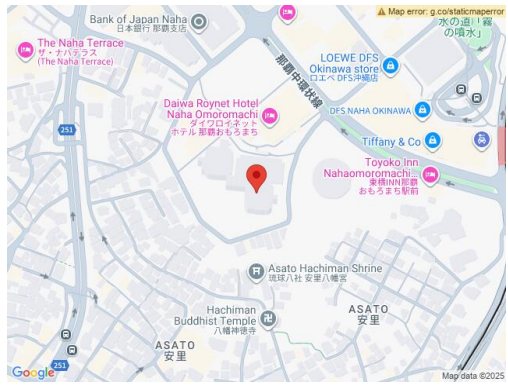 Map error: g.co/staticmaperror
水の道「霧
の噴水」
Bank of Japan Naha
日本銀行 那覇支店
The Naha Terrace
ザ・ナハテラス
(The Naha Terrace)
那覇中環状線
LOEWE DFS
Okinawa store
ロエベ DFS沖縄店
Daiwa Roynet Hotel
Naha Omoromachi
ダイワロイネット
ホテル 那覇おもろまち
DFS NAHA OKINAWA
251
Tiffany & Co
Toyoko Inn
Nahaomoromachi...
東横INN那覇
おもろまち駅前
Asato Hachiman Shrine
琉球八社 安里八幡宮
Hachiman
Buddhist Temple
八幡神徳寺
ASATO
安里
ASATO
安里
251
Google
Map data ©2025